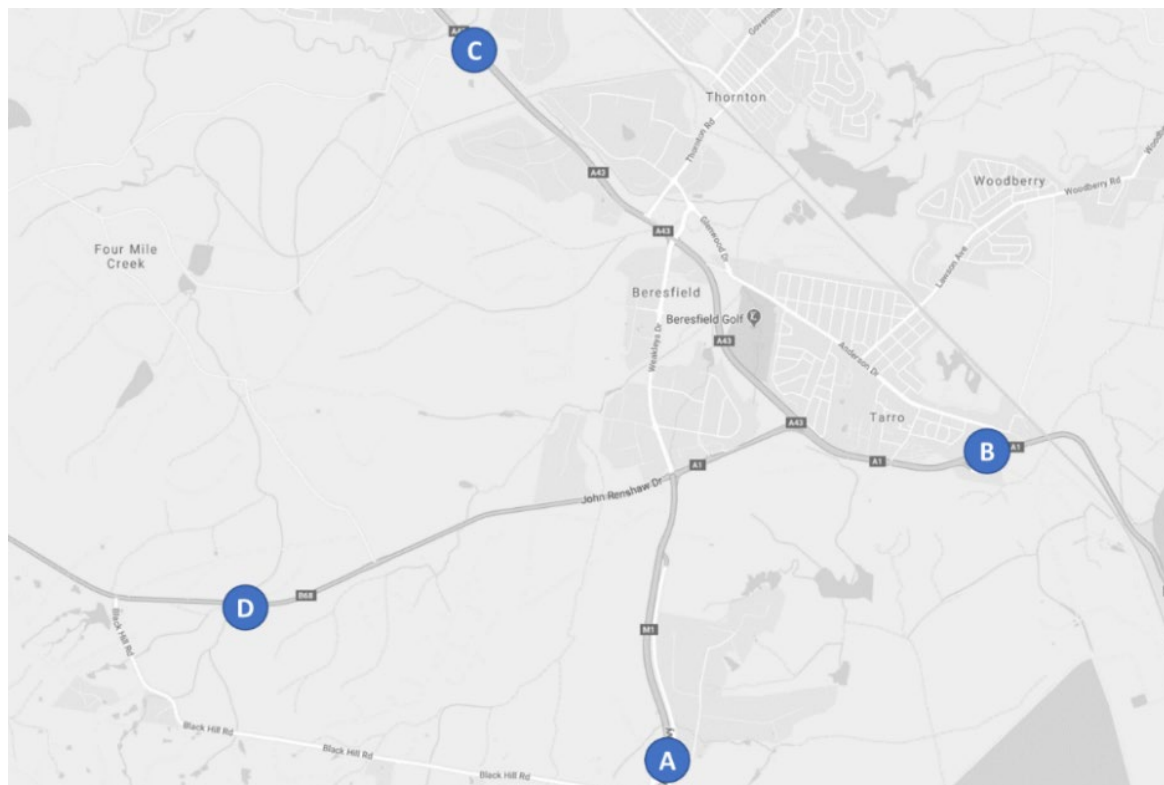 A43
C
Thornton
Thornton Rd
A43
Woodberry
Woodberry Rd
A43
Glenwood Dr
Four Mile
Creek
Lawson Ave
Beresfield
Beresfield Golf
Weakleys Dr
A43
Anderson Dr
A43
Tarro
B
A1
A1
A1
John Renshaw Dr
D
B68
Black Hill Rd
M1
Black Hill Rd
Black Hill Rd
A
Black Hill Rd